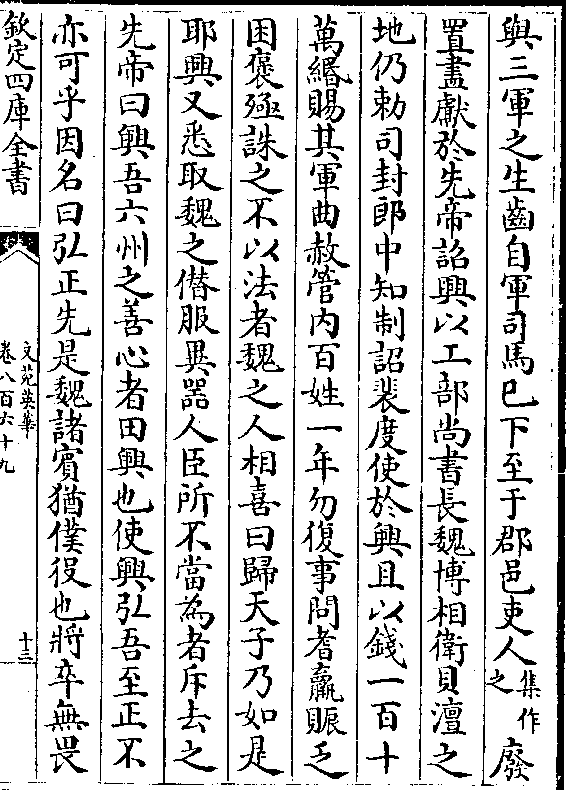 與三軍之生齒自軍司馬已下至于郡邑吏人集作之廢
置盡獻於先帝詔興以工部尚書長魏博相衛貝澶之
地仍勅司封郎中知制詔裴度使於興且以錢一百十
萬緡賜其軍曲赦管内百姓一年勿復事問耆羸賑乏
困褒殛誅之不以法者魏之人相喜曰歸天子乃如是
耶興又悉取魏之僣服異噐人臣所不當為者斥去之
先帝曰興吾六州之善心者田興也使興弘吾至正不
亦可乎因名曰弘正先是魏諸賓猶僕役也將卒無畏
欽定四庫全書
文苑英華
卷八百六十九
十三